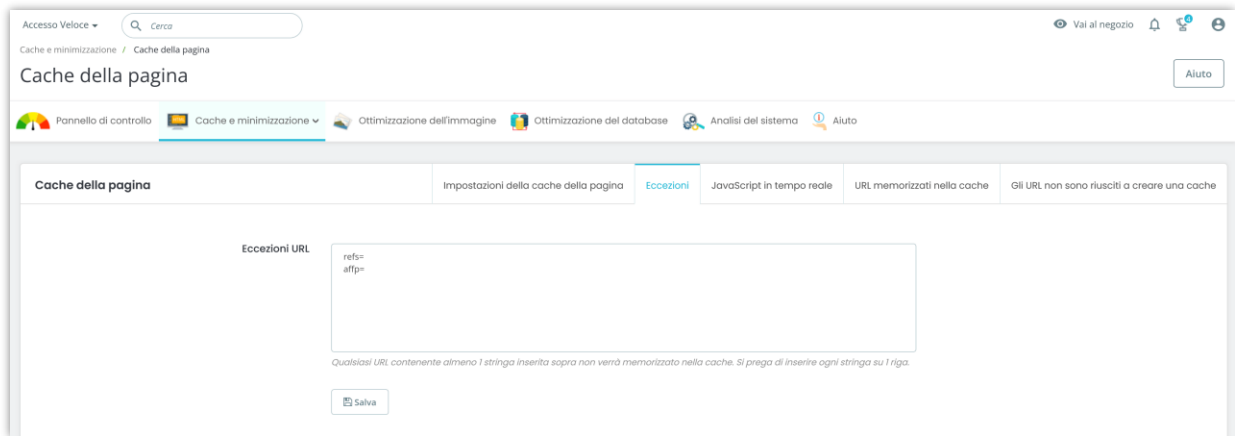 Accesso Veloce
Cerca
Vai al negozio
4
Cache e minimizzazione / Cache della pagina
Cache della pagina
Aiuto
Pannello di controllo
Cache e minimizzazione
Ottimizzazione dell'immagine
Ottimizzazione del database
Analisi del sistema
Aiuto
Cache della pagina
Impostazioni della cache della pagina
Eccezioni
JavaScript in tempo reale
URL memorizzati nella cache
Gli URL non sono riusciti a creare una cache
Eccezioni URL
refs=
affp=
Qualsiasi URL contenente almeno 1 stringa inserita sopra non verrà memorizzato nella cache. Si prega di inserire ogni stringa su 1 riga.
Salva